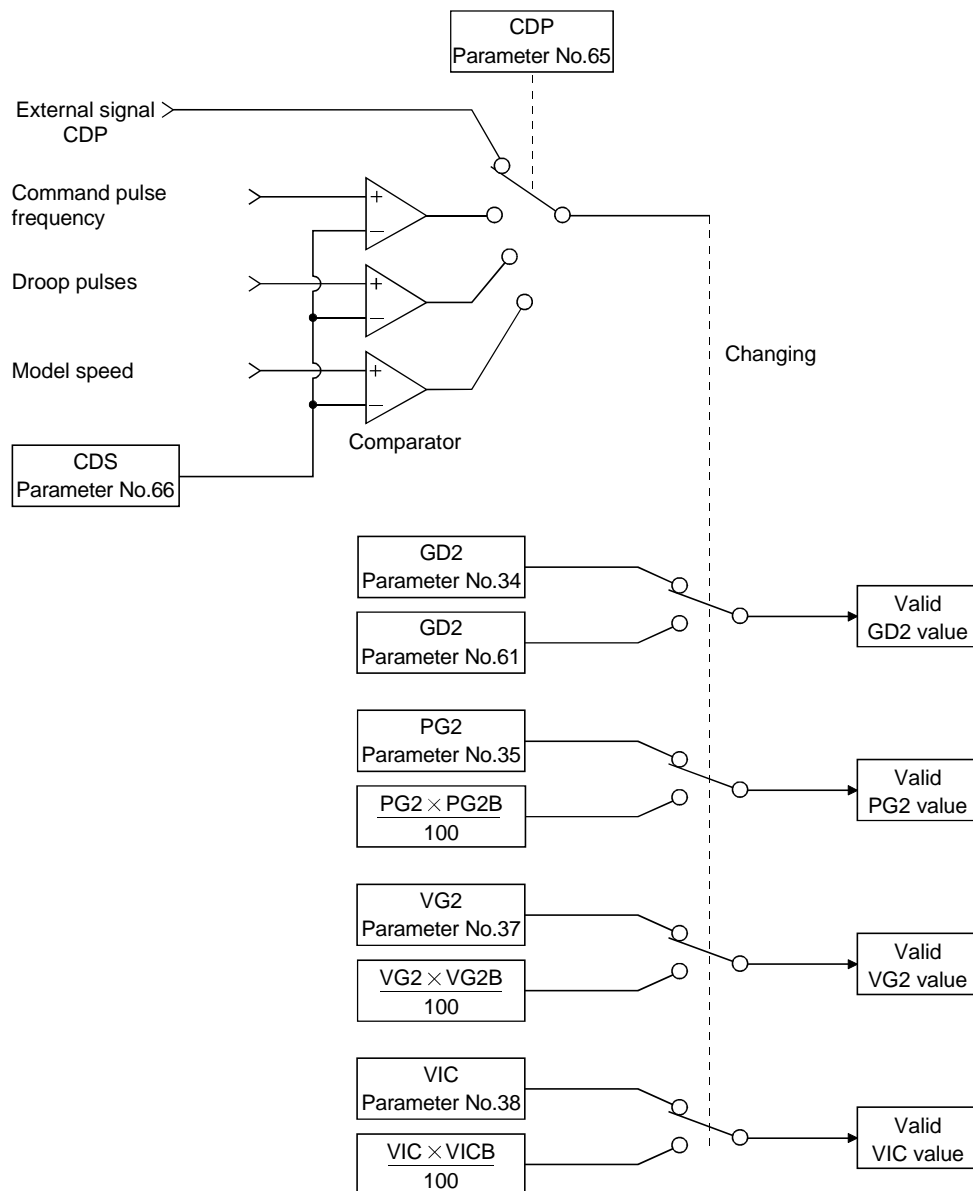 CDP
Parameter No.65
External signal
CDP
Command pulse
frequency
+
−
Droop pulses
+
−
Changing
Model speed
+
−
Comparator
CDS
Parameter No.66
GD2
Parameter No.34
Valid
GD2 value
GD2
Parameter No.61
PG2
Parameter No.35
Valid
PG2 value
PG2 × PG2B
100
VG2
Parameter No.37
Valid
VG2 value
VG2 × VG2B
100
VIC
Parameter No.38
Valid
VIC value
VIC × VICB
100